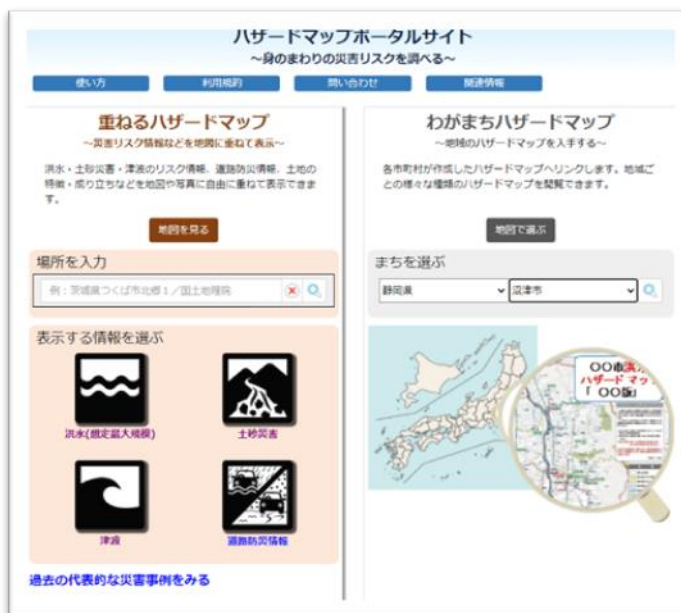 ハザードマップポータルサイト
～身のまわりの災害リスクを調べる～
使い方
利用規約
問い合わせ
関連情報
重ねるハザードマップ
～災害リスク情報などを地図に重ねて表示～
洪水・土砂災害・津波のリスク情報、道路防災情報、土地の
特徴・成り立ちなどを地図や写真に自由に重ねて表示できま
す。
地図を見る
場所を入力
例：茨城県つくば市北郷１／国土地理院
表示する情報を選ぶ
洪水(想定最大規模)
土砂災害
津波
道路防災情報
過去の代表的な災害事例をみる
わがまちハザードマップ
～地域のハザードマップを入手する～
各市町村が作成したハザードマップへリンクします。地域ご
との様々な種類のハザードマップを閲覧できます。
地図で選ぶ
まちを選ぶ
静岡県
沼津市
〇〇市
ハザードマッ
「 〇〇版」